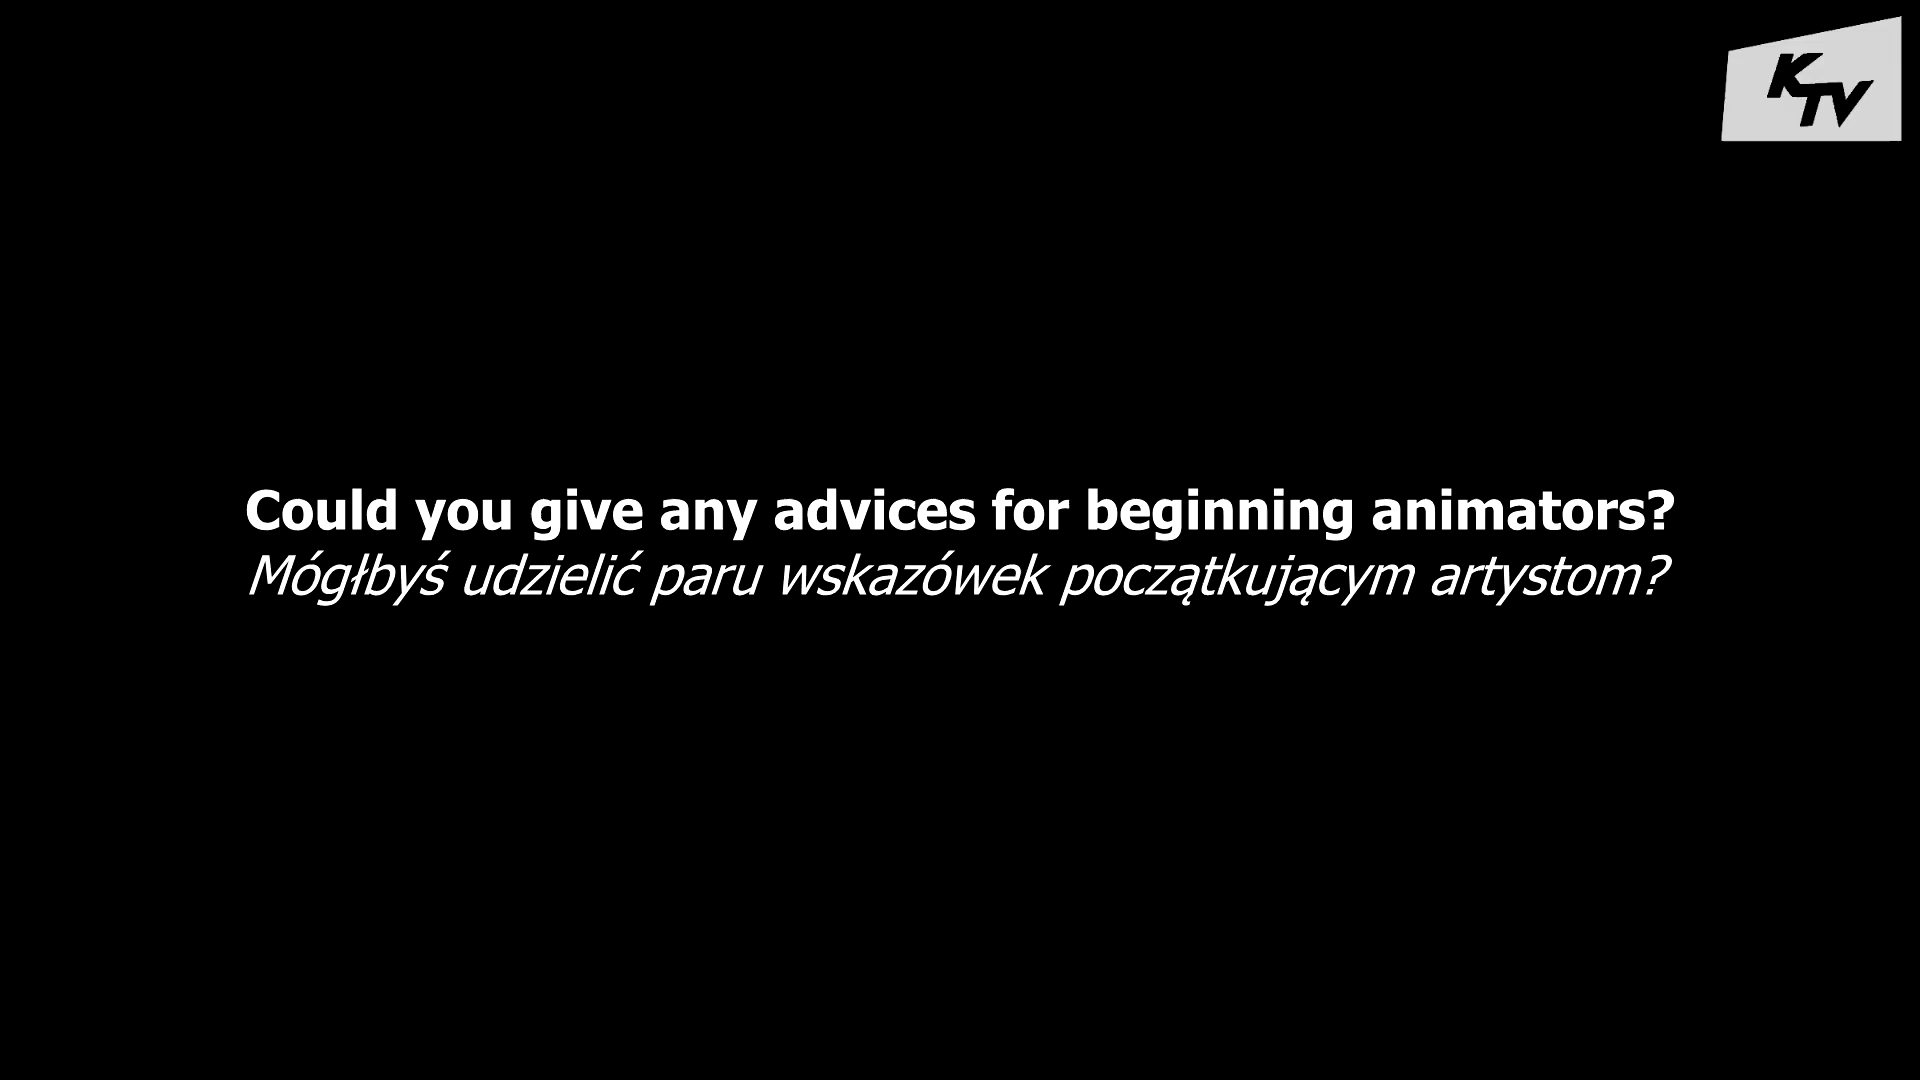 KTV
Could you give any advices for beginning animators?
Mógłbyś udzielić paru wskazówek początkującym artystom?